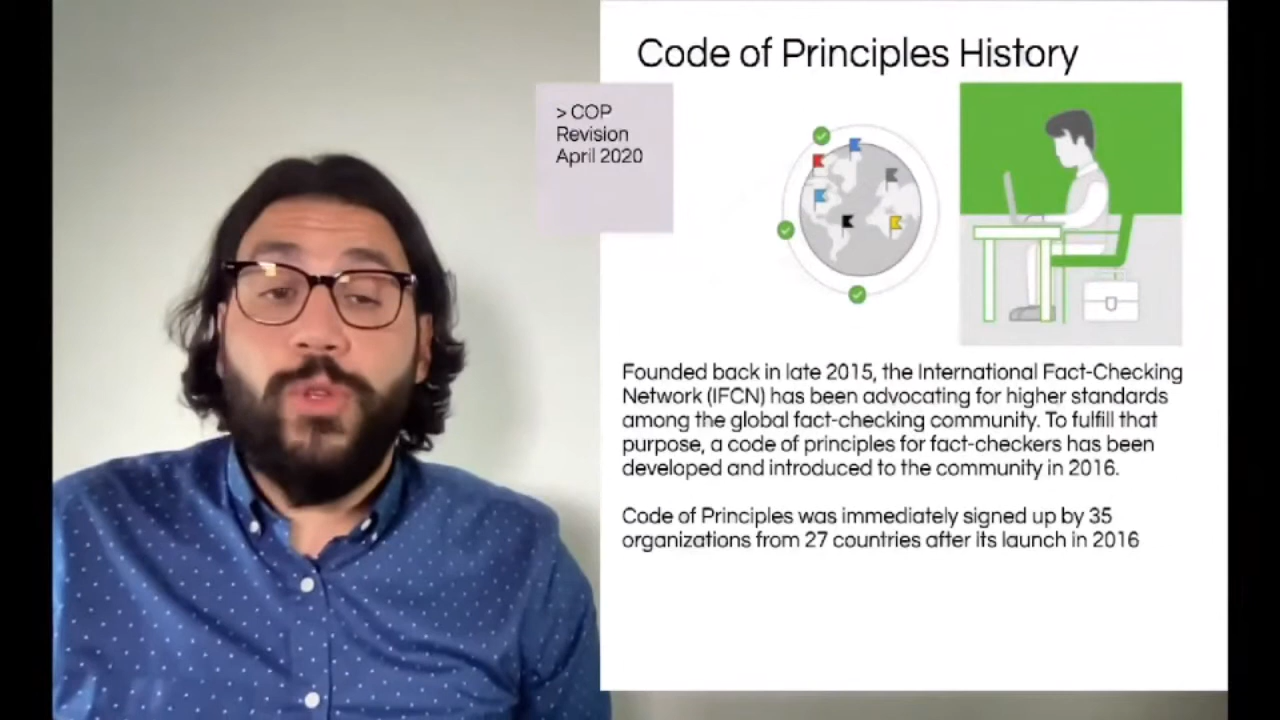 Code of Principles History
> COP
Revision
April 2020
Founded back in late 2015, the International Fact-Checking
Network (IFCN) has been advocating for higher standards
among the global fact-checking community. To fulfill that
purpose, a code of principles for fact-checkers has been
developed and introduced to the community in 2016.
Code of Principles was immediately signed up by 35
organizations from 27 countries after its launch in 2016